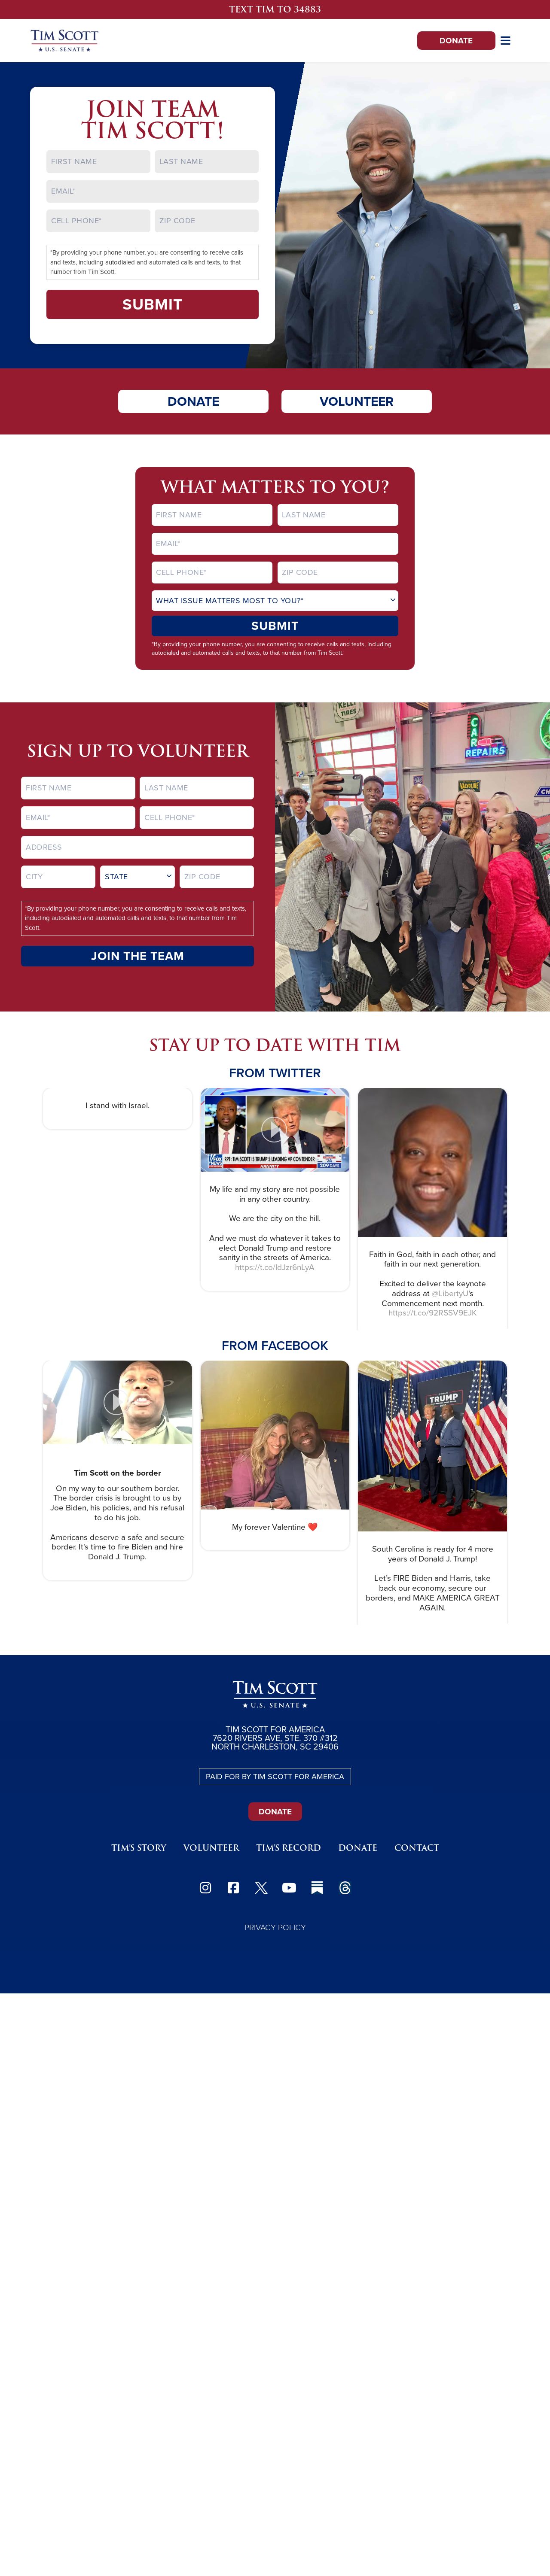 TEXT TIM TO 34883
TIM SCOTT
★ U.S. SENATE ★
DONATE
JOIN TEAM
TIM SCOTT!
FIRST NAME
LAST NAME
EMAIL*
CELL PHONE*
ZIP CODE
*By providing your phone number, you are consenting to receive calls
and texts, including autodialed and automated calls and texts, to that
number from Tim Scott.
SUBMIT
DONATE
VOLUNTEER
WHAT MATTERS TO YOU?
FIRST NAME
LAST NAME
EMAIL*
CELL PHONE*
ZIP CODE
WHAT ISSUE MATTERS MOST TO YOU?*
SUBMIT
*By providing your phone number, you are consenting to receive calls and texts, including
autodialed and automated calls and texts, to that number from Tim Scott.
SIGN UP TO VOLUNTEER
FIRST NAME
LAST NAME
EMAIL*
CELL PHONE*
ADDRESS
CITY
STATE
ZIP CODE
*By providing your phone number, you are consenting to receive calls and texts,
including autodialed and automated calls and texts, to that number from Tim
Scott.
JOIN THE TEAM
TIRES
CAR
REPAIRS
STAY UP TO DATE WITH TIM
FROM TWITTER
I stand with Israel.
RPT: TIM SCOTT IS TRUMP'S LEADING VP CONTENDER
HANNITY
My life and my story are not possible
in any other country.
We are the city on the hill.
And we must do whatever it takes to
elect Donald Trump and restore
sanity in the streets of America.
https://t.co/ldJzr6nLyA
Faith in God, faith in each other, and
faith in our next generation.
Excited to deliver the keynote
address at @LibertyU's
Commencement next month.
https://t.co/92RSSV9EJK
FROM FACEBOOK
Tim Scott on the border
On my way to our southern border.
The border crisis is brought to us by
Joe Biden, his policies, and his refusal
to do his job.
Americans deserve a safe and secure
border. It's time to fire Biden and hire
Donald J. Trump.
My forever Valentine ❤️
TRUMP
South Carolina is ready for 4 more
years of Donald J. Trump!
Let's FIRE Biden and Harris, take
back our economy, secure our
borders, and MAKE AMERICA GREAT
AGAIN.
TIM SCOTT
★ U.S. SENATE ★
TIM SCOTT FOR AMERICA
7620 RIVERS AVE, STE. 370 #312
NORTH CHARLESTON, SC 29406
PAID FOR BY TIM SCOTT FOR AMERICA
DONATE
TIM'S STORY
VOLUNTEER
TIM'S RECORD
DONATE
CONTACT
PRIVACY POLICY